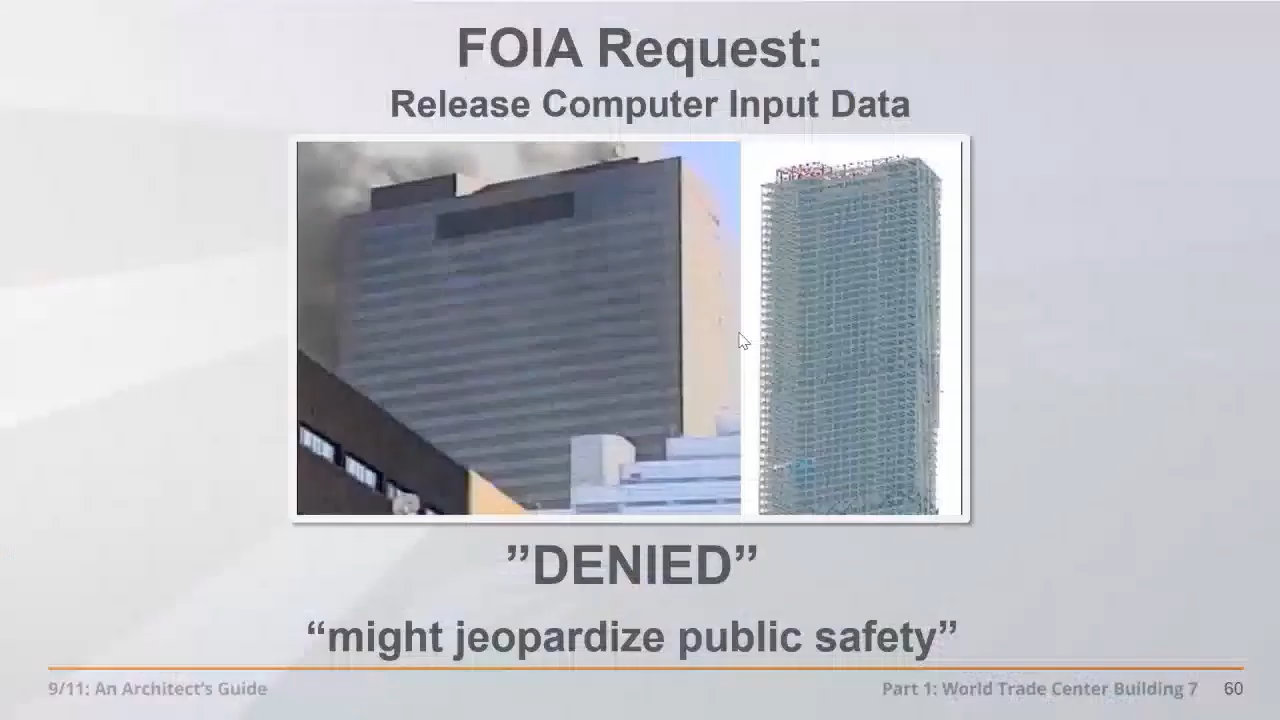 FOIA Request:
Release Computer Input Data
”DENIED”
“might jeopardize public safety”
9/11: An Architect's Guide
Part 1: World Trade Center Building 7
60